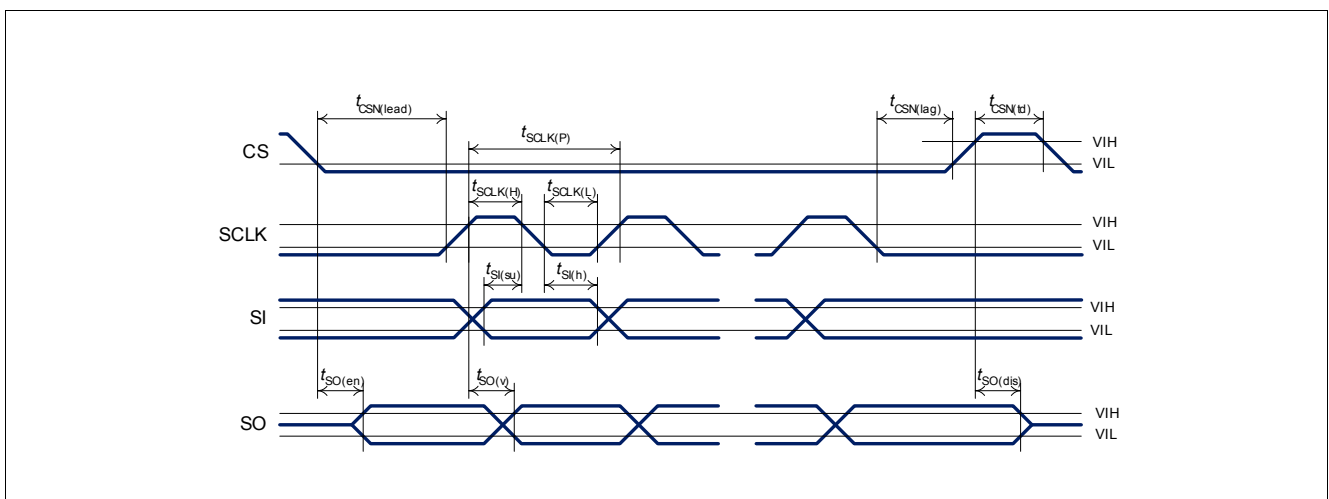 tCSN(lead) tCSN(lag) tCSN(td)
CS tSCLK(P) VIH
VIL
tSCLK(H) tSCLK(L)
SCLK VIH
VIL
tSI(su) tSI(h)
SI VIH
VIL
tSO(en) tSO(v) tSO(dis)
SO VIH
VIL